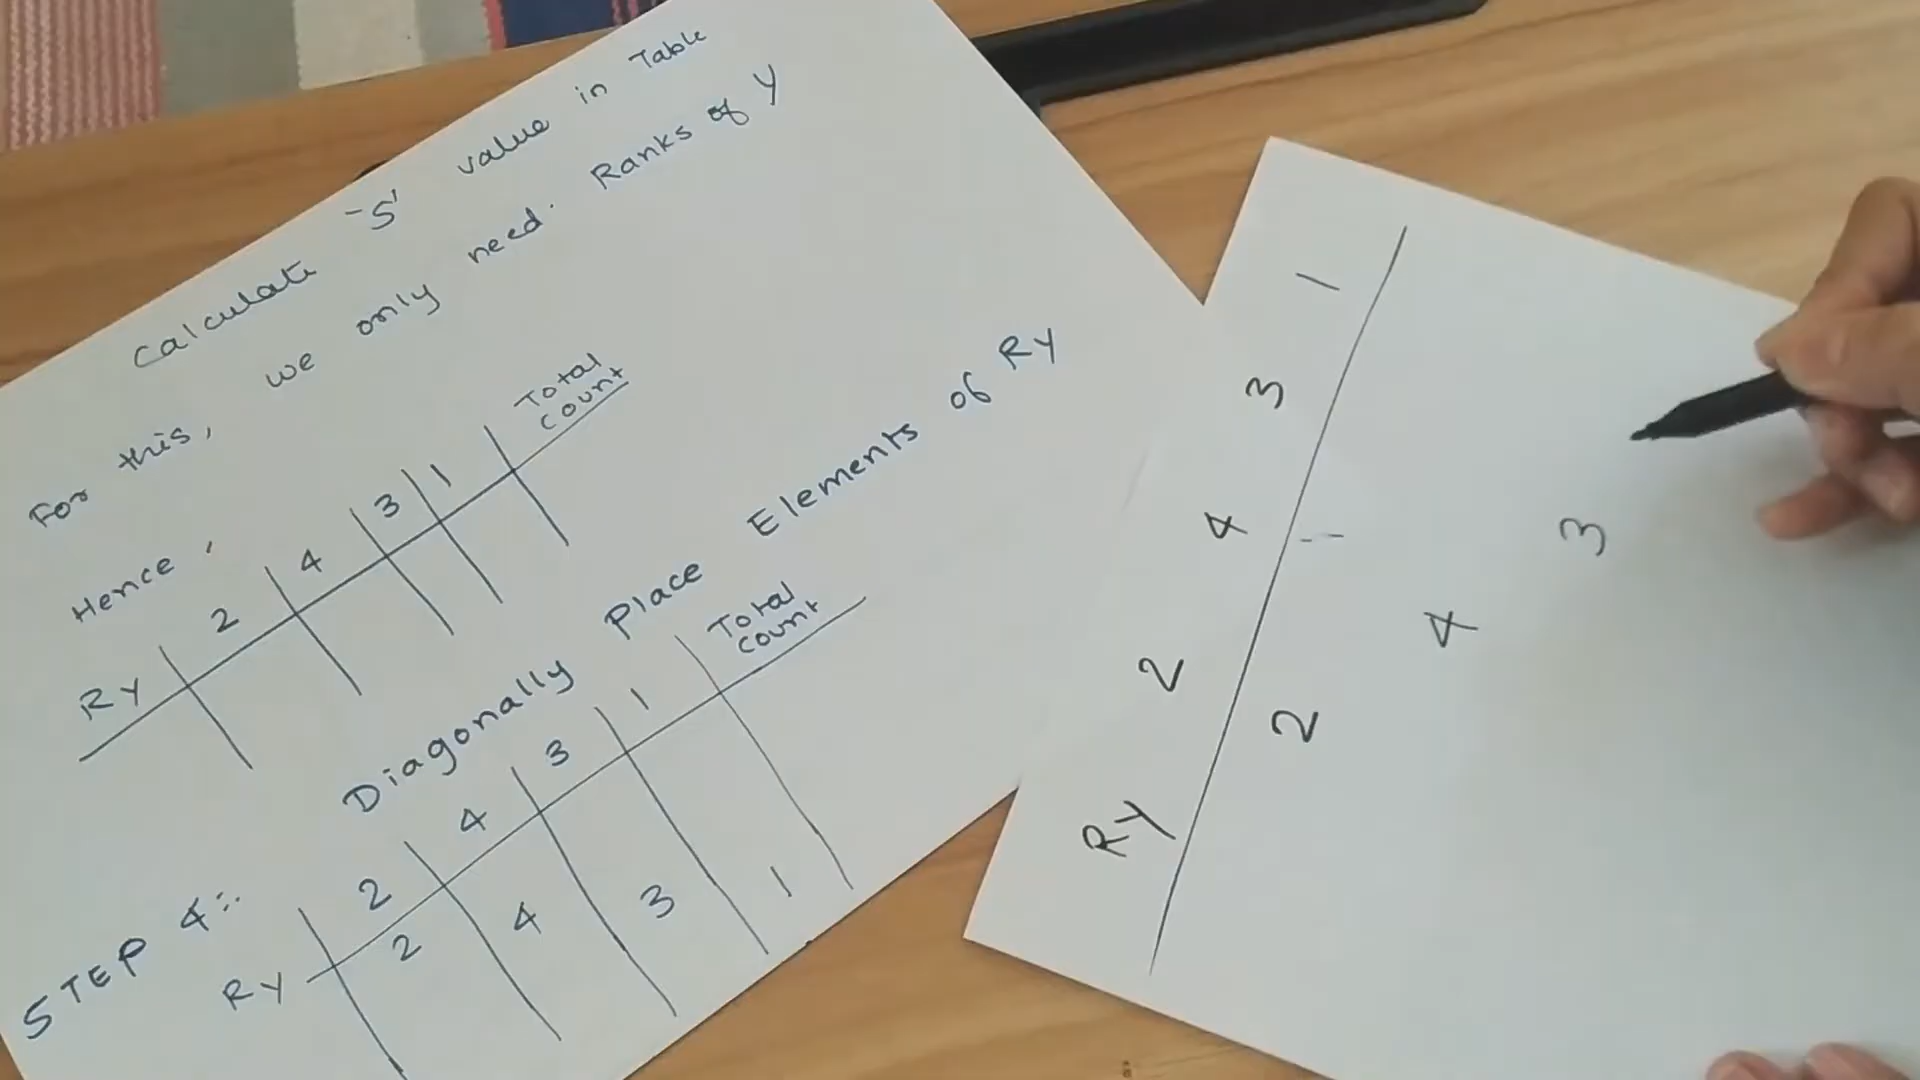 Calculate -S' value in Table
For this, we only need. Ranks of y
Hence,
Ry 2 4 3 1 Total count
STEP 4:- Diagonally Place Elements of Ry
Ry 2 4 3 1 Total count
2 4 3 1
Ry 2 4 3 1
2 4 3